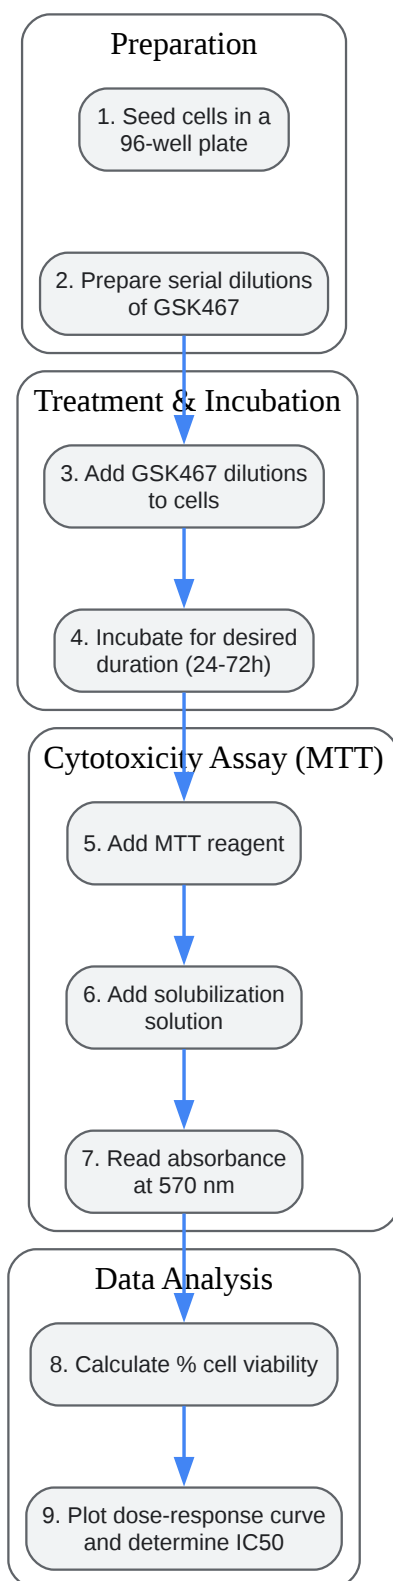 Preparation
1. Seed cells in a
96-well plate
2. Prepare serial dilutions
of GSK467
Treatment & Incubation
3. Add GSK467 dilutions
to cells
4. Incubate for desired
duration (24-72h)
Cytotoxicity Assay (MTT)
5. Add MTT reagent
6. Add solubilization
solution
7. Read absorbance
at 570 nm
Data Analysis
8. Calculate % cell viability
9. Plot dose-response curve
and determine IC50